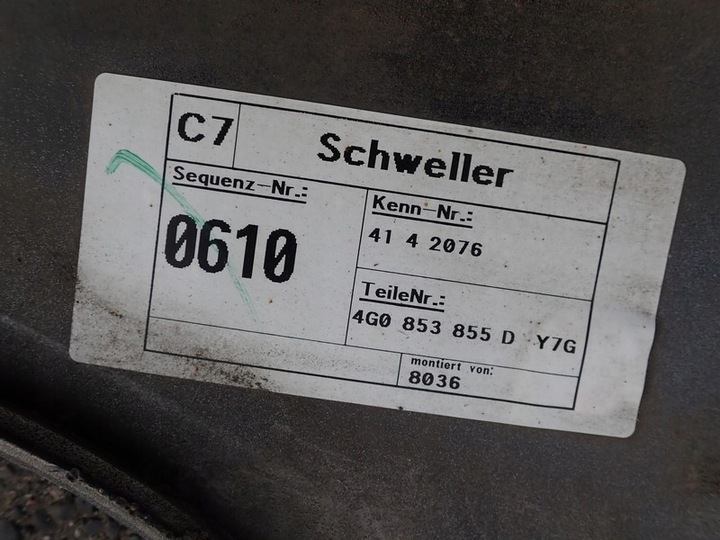 C7 Schweller
Sequenz-Nr.:
0610
Kenn-Nr.:
41 4 2076
TeileNr.:
4G0 853 855 D Y7G
montiert von:
8036